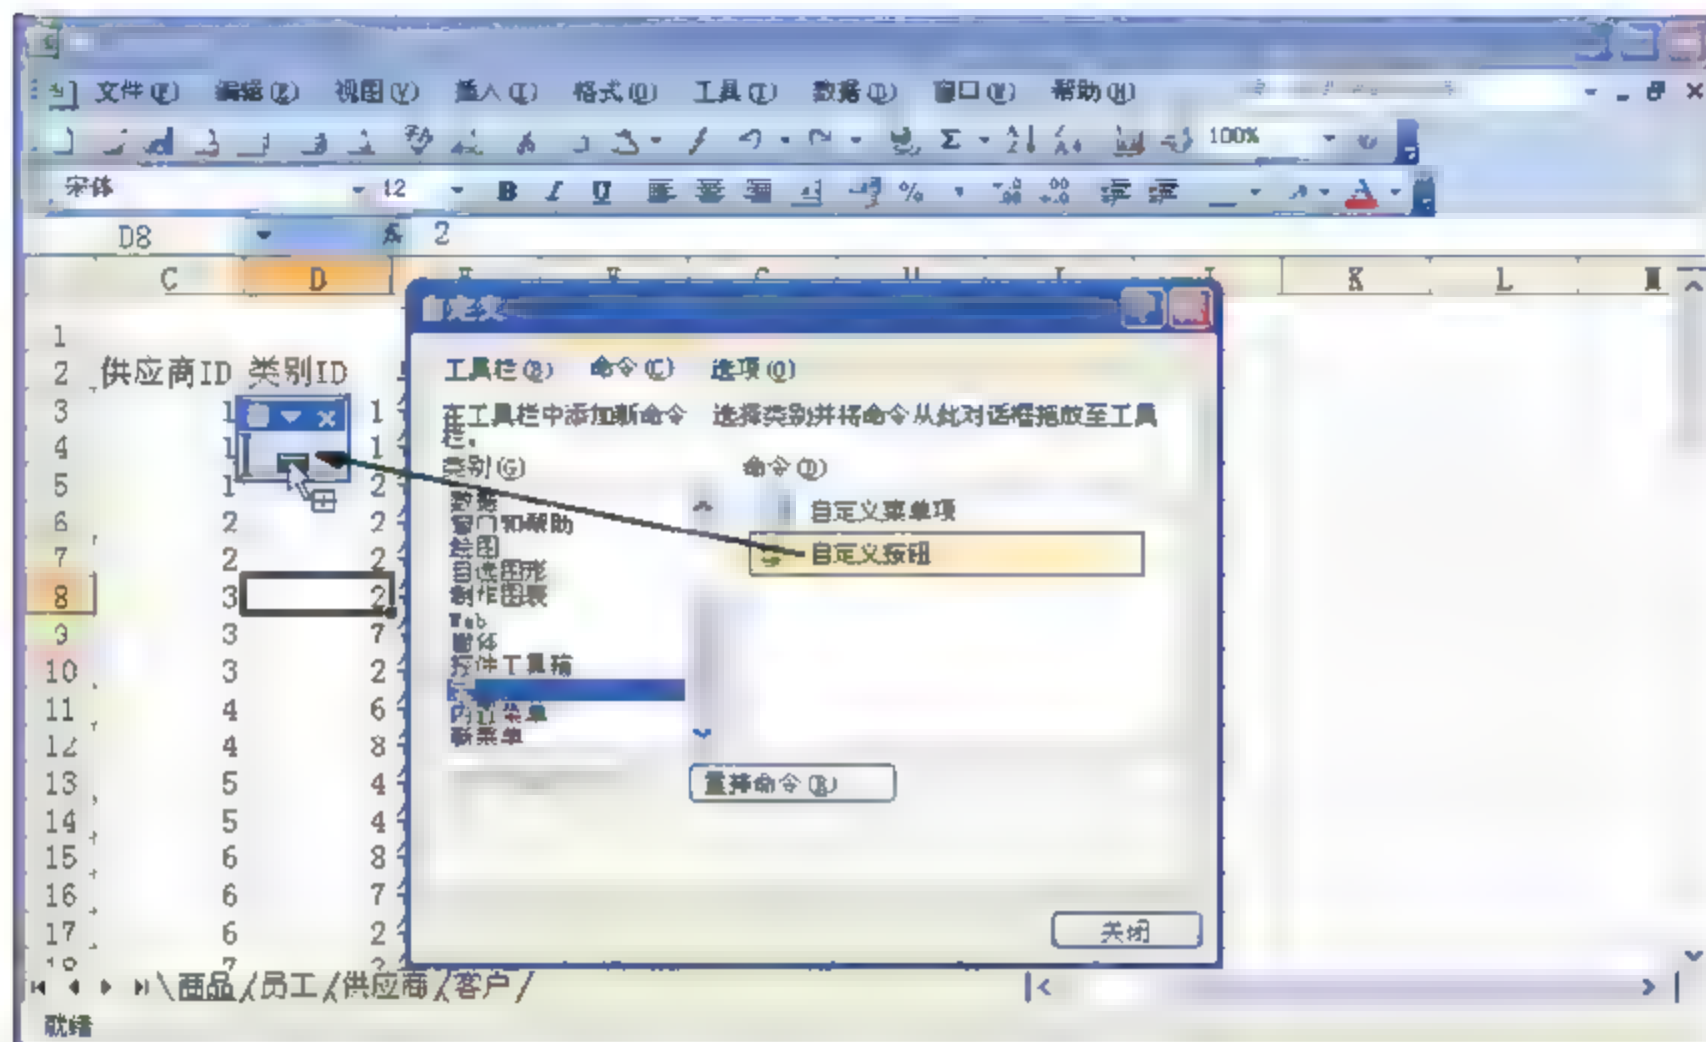 文件(F) 编辑(E) 视图(V) 插入(I) 格式(O) 工具(T) 数据(D) 窗口(W) 帮助(H)
100%
宋体 12 B I U % ,
D8 2
C D K L M
自定义
1
工具栏(B) 命令(C) 选项(O)
2 供应商ID 类别ID
在工具栏中添加新命令 选择类别并将命令从此对话框拖放至工具
栏。
3 1 1
4 1 1
类别(G) 命令(D)
5 1 2
数据
自定义菜单项
6 2 2
窗口和帮助
绘图
自定义按钮
7 2 2
自选图形
8 3 2
制作图表
Web
9 3 7
窗体
10 3 2
控件工具箱
11 4 6
内置菜单
新菜单
12 4 8
13 5 4
重排命令(R)
14 5 4
15 6 8
16 6 7
17 6 2
关闭
商品 员工 供应商 客户
就绪